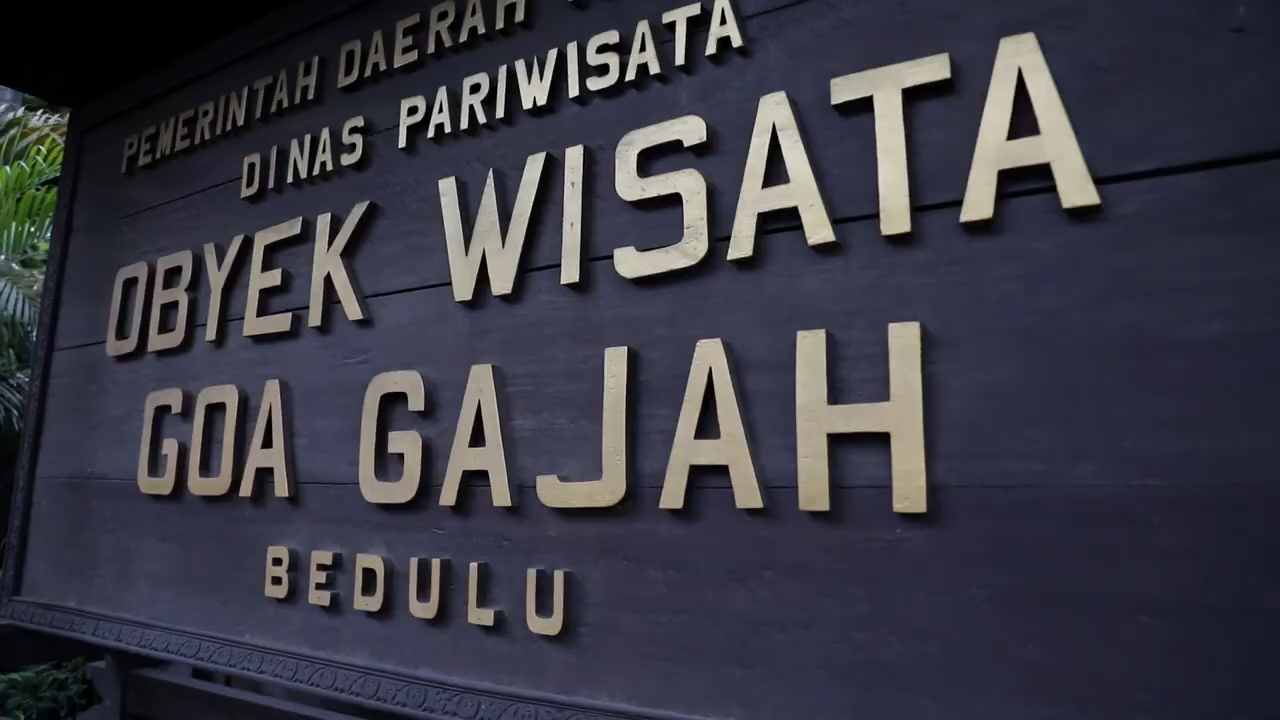 PEMERINTAH DAERAH
DINAS PARIWISATA
OBYEK WISATA
GOA GAJAH
BEDULU